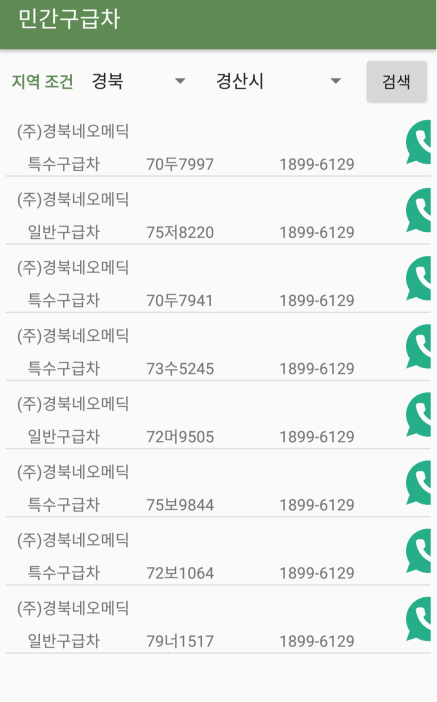 민간구급차
지역 조건 경북 경산시 검색
(주)경북네오메딕
특수구급차 70두7997 1899-6129
(주)경북네오메딕
일반구급차 75저8220 1899-6129
(주)경북네오메딕
특수구급차 70두7941 1899-6129
(주)경북네오메딕
특수구급차 73수5245 1899-6129
(주)경북네오메딕
일반구급차 72머9505 1899-6129
(주)경북네오메딕
특수구급차 75보9844 1899-6129
(주)경북네오메딕
특수구급차 72보1064 1899-6129
(주)경북네오메딕
일반구급차 79너1517 1899-6129